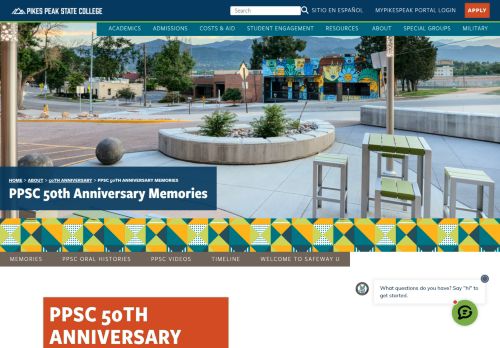 PIKES PEAK STATE COLLEGE
Search
SITIO EN ESPAÑOL
MYPIKESPEAK PORTAL LOGIN
APPLY
ACADEMICS ADMISSIONS COSTS & AID STUDENT ENGAGEMENT RESOURCES ABOUT SPECIAL GROUPS MILITARY
HOME > ABOUT > 50TH ANNIVERSARY > PPSC 50TH ANNIVERSARY MEMORIES
PPSC 50th Anniversary Memories
MEMORIES PPSC ORAL HISTORIES PPSC VIDEOS TIMELINE WELCOME TO SAFEWAY U
What questions do you have? Say "hi" to
get started.
PPSC 50TH
ANNIVERSARY